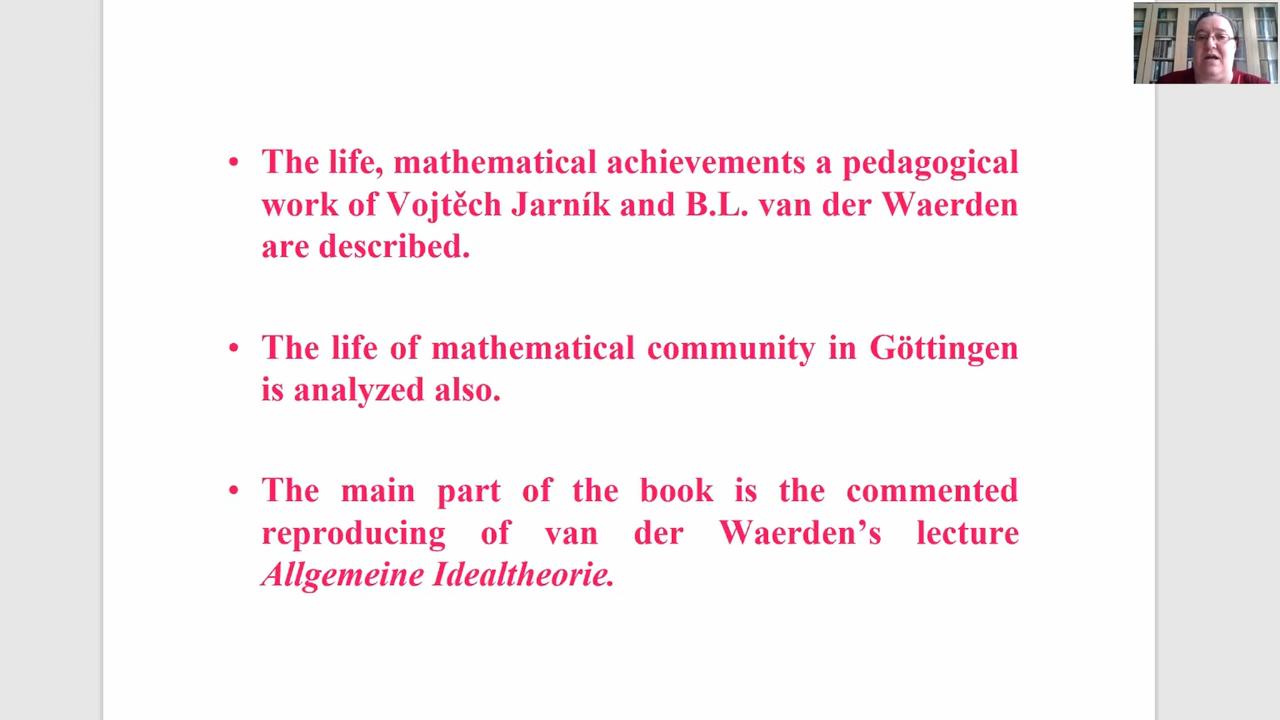 • The life, mathematical achievements a pedagogical
work of Vojtěch Jarník and B.L. van der Waerden
are described.
• The life of mathematical community in Göttingen
is analyzed also.
• The main part of the book is the commented
reproducing of van der Waerden’s lecture
Allgemeine Idealtheorie.